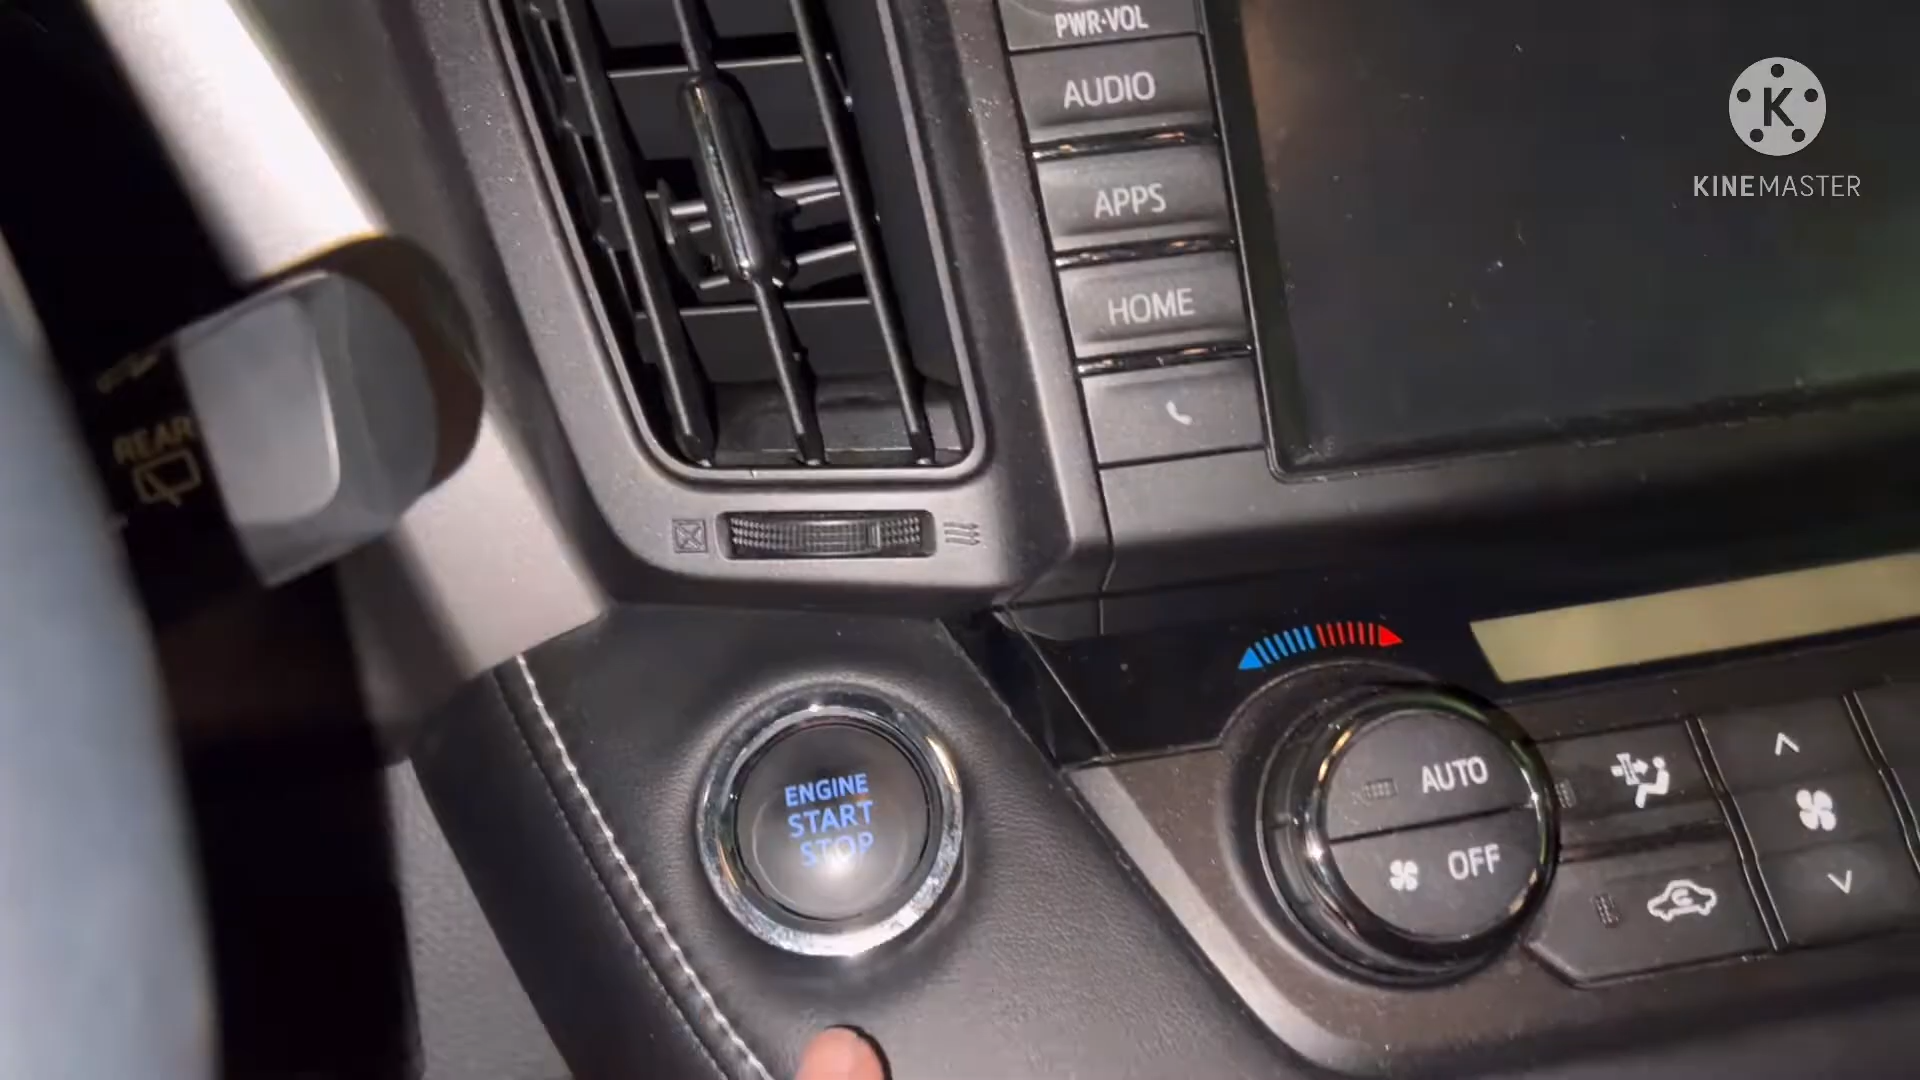 PWR·VOL
AUDIO
APPS
HOME
K
KINEMASTER
REAR
ENGINE
START
STOP
AUTO
OFF